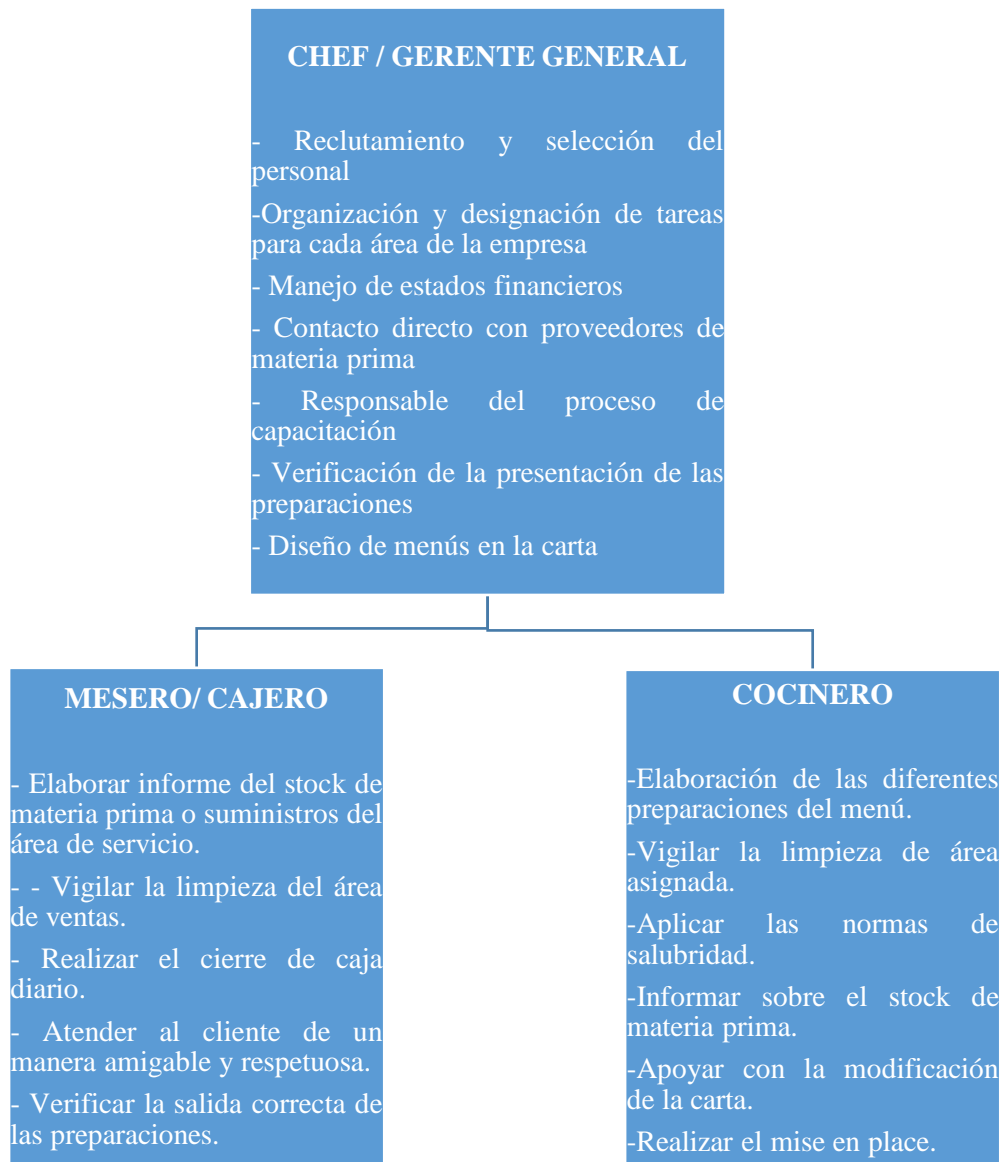 CHEF / GERENTE GENERAL
- Reclutamiento y selección del
personal
-Organización y designación de tareas
para cada área de la empresa
- Manejo de estados financieros
- Contacto directo con proveedores de
materia prima
- Responsable del proceso de
capacitación
- Verificación de la presentación de las
preparaciones
- Diseño de menús en la carta
MESERO/ CAJERO
- Elaborar informe del stock de
materia prima o suministros del
área de servicio.
- - Vigilar la limpieza del área
de ventas.
- Realizar el cierre de caja
diario.
- Atender al cliente de un
manera amigable y respetuosa.
- Verificar la salida correcta de
las preparaciones.
COCINERO
-Elaboración de las diferentes
preparaciones del menú.
-Vigilar la limpieza de área
asignada.
-Aplicar las normas de
salubridad.
-Informar sobre el stock de
materia prima.
-Apoyar con la modificación
de la carta.
-Realizar el mise en place.